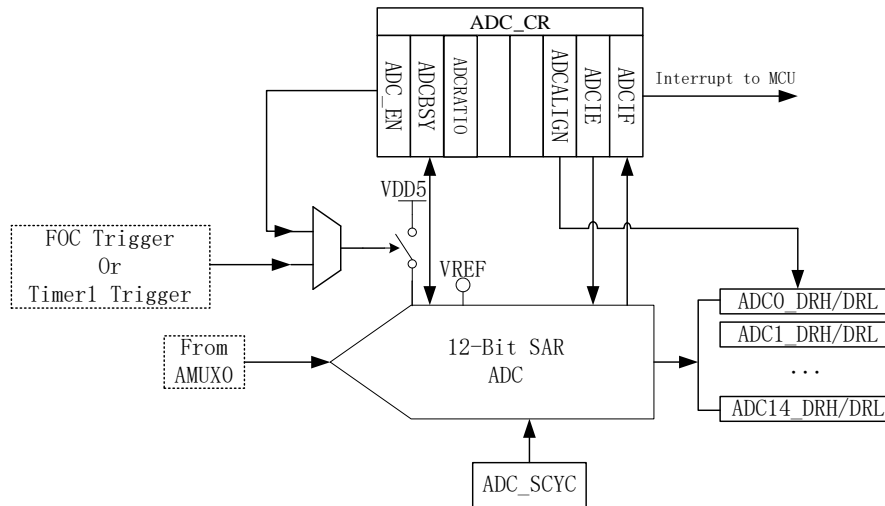 ADC_CR
ADC_EN
ADCBSY
ADCRATIO
ADCALIGN
ADCIE
ADCIF
Interrupt to MCU
VDD5
FOC Trigger
Or
Timer1 Trigger
VREF
From
AMUX0
12-Bit SAR
ADC
ADC0_DRH/DRL
ADC1_DRH/DRL
...
ADC14_DRH/DRL
ADC_SCYC